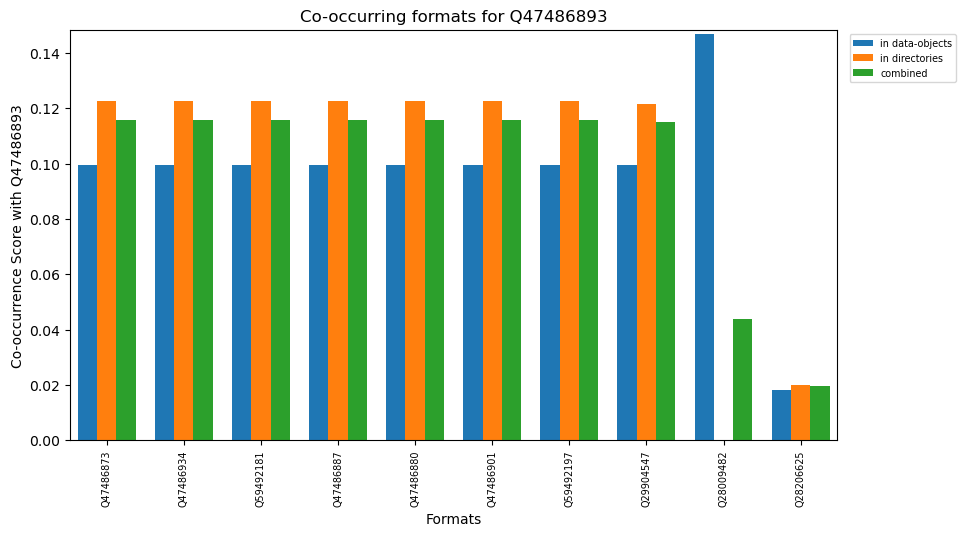 Co-occurring formats for Q47486893
in data-objects
in directories
combined
Co-occurrence Score with Q47486893
0.14
0.12
0.10
0.08
0.06
0.04
0.02
0.00
Q47486873
Q47486934
Q59492181
Q47486887
Q47486880
Q47486901
Q59492197
Q29904547
Q28009482
Q28206625
Formats